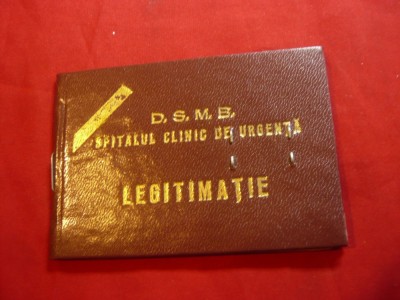 D.S.M.B.
SPITALUL CLINIC DE URGENȚĂ
LEGITIMAȚIE